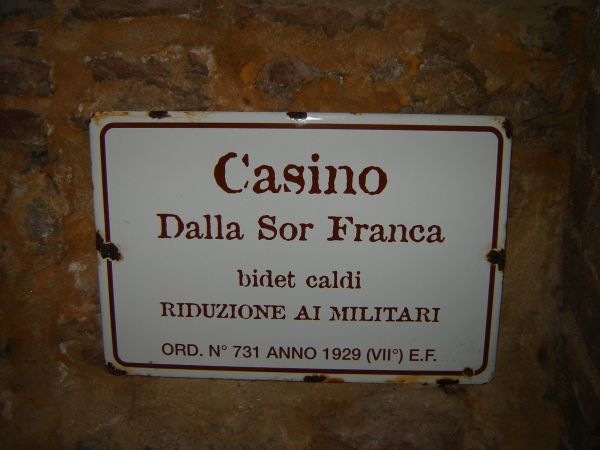 Casino
Dalla Sor Franca
bidet caldi
RIDUZIONE AI MILITARI
ORD. N° 731 ANNO 1929 (VII°) E.F.